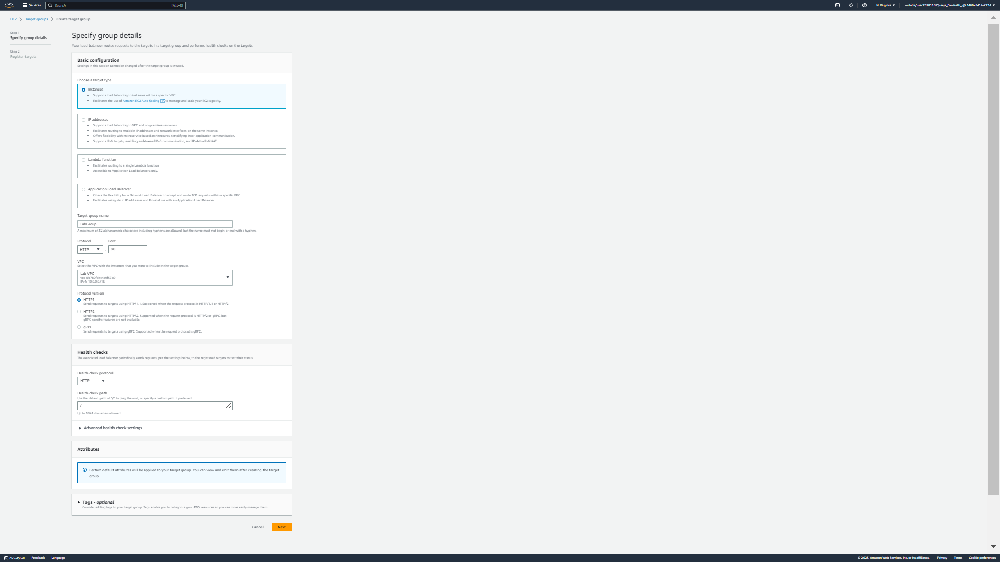 aws
Services
Search
[Alt+S]
N. Virginia
voclabs/user2378116=Sreeja_Devisetti_ @ 1466-5414-2214
EC2
Target groups
Create target group
Step 1
Specify group details
Step 2
Register targets
Specify group details
Your load balancer routes requests to the targets in a target group and performs health checks on the targets.
Basic configuration
Settings in this section cannot be changed after the target group is created.
Choose a target type
Instances
• Supports load balancing to instances within a specific VPC.
• Facilitates the use of Amazon EC2 Auto Scaling to manage and scale your EC2 capacity.
IP addresses
• Supports load balancing to VPC and on-premises resources.
• Facilitates routing to multiple IP addresses and network interfaces on the same instance.
• Offers flexibility with microservice based architectures, simplifying inter-application communication.
• Supports IPv6 targets, enabling end-to-end IPv6 communication, and IPv4-to-IPv6 NAT.
Lambda function
• Facilitates routing to a single Lambda function.
• Accessible to Application Load Balancers only.
Application Load Balancer
• Offers the flexibility for a Network Load Balancer to accept and route TCP requests within a specific VPC.
• Facilitates using static IP addresses and PrivateLink with an Application Load Balancer.
Target group name
LabGroup
A maximum of 32 alphanumeric characters including hyphens are allowed, but the name must not begin or end with a hyphen.
Protocol
Port
HTTP
:
80
VPC
Select the VPC with the instances that you want to include in the target group.
Lab VPC
vpc-0b780fdec4a9f57a9
IPv4: 10.0.0.0/16
Protocol version
HTTP1
Send requests to targets using HTTP/1.1. Supported when the request protocol is HTTP/1.1 or HTTP/2.
HTTP2
Send requests to targets using HTTP/2. Supported when the request protocol is HTTP/2 or gRPC, but
gRPC-specific features are not available.
gRPC
Send requests to targets using gRPC. Supported when the request protocol is gRPC.
Health checks
The associated load balancer periodically sends requests, per the settings below, to the registered targets to test their status.
Health check protocol
HTTP
Health check path
Use the default path of "/" to ping the root, or specify a custom path if preferred.
/
Up to 1024 characters allowed.
Advanced health check settings
Attributes
Certain default attributes will be applied to your target group. You can view and edit them after creating the target
group.
Tags - optional
Consider adding tags to your target group. Tags enable you to categorize your AWS resources so you can more easily manage them.
Cancel
Next
CloudShell
Feedback
Language
© 2023, Amazon Web Services, Inc. or its affiliates.
Privacy
Terms
Cookie preferences